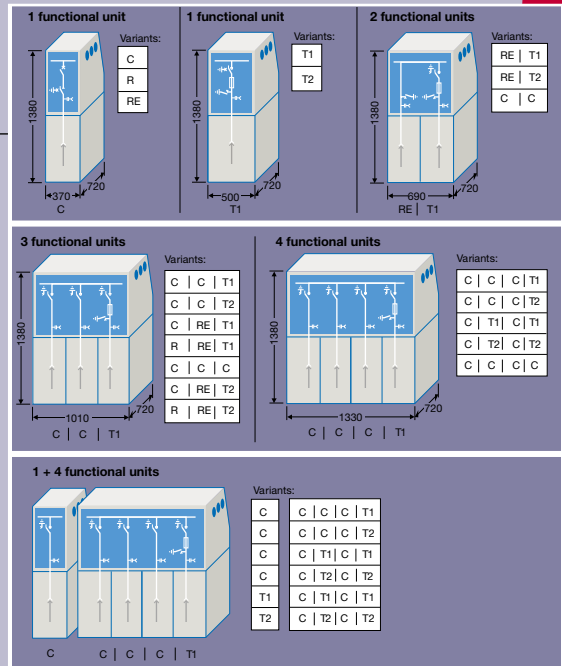 1 functional unit
Variants:
C
R
RE
1380
370
720
C
1 functional unit
Variants:
T1
T2
1380
500
720
T1
2 functional units
Variants:
RE | T1
RE | T2
C | C
1380
690
720
RE | T1
3 functional units
Variants:
C | C | T1
C | C | T2
C | RE | T1
R | RE | T1
C | C | C
C | RE | T2
R | RE | T2
1380
1010
720
C | C | T1
4 functional units
Variants:
C | C | C | T1
C | C | C | T2
C | T1 | C | T1
C | T2 | C | T2
C | C | C | C
1380
1330
720
C | C | C | T1
1 + 4 functional units
Variants:
C C | C | C | T1
C C | C | C | T2
C C | T1 | C | T1
C C | T2 | C | T2
T1 C | T1 | C | T1
T2 C | T2 | C | T2
C C | C | C | T1